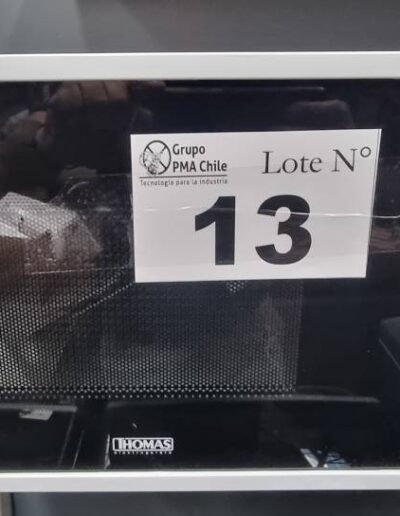 Grupo
PMA Chile
Tecnología para la industria
Lote N°
13
THOMAS